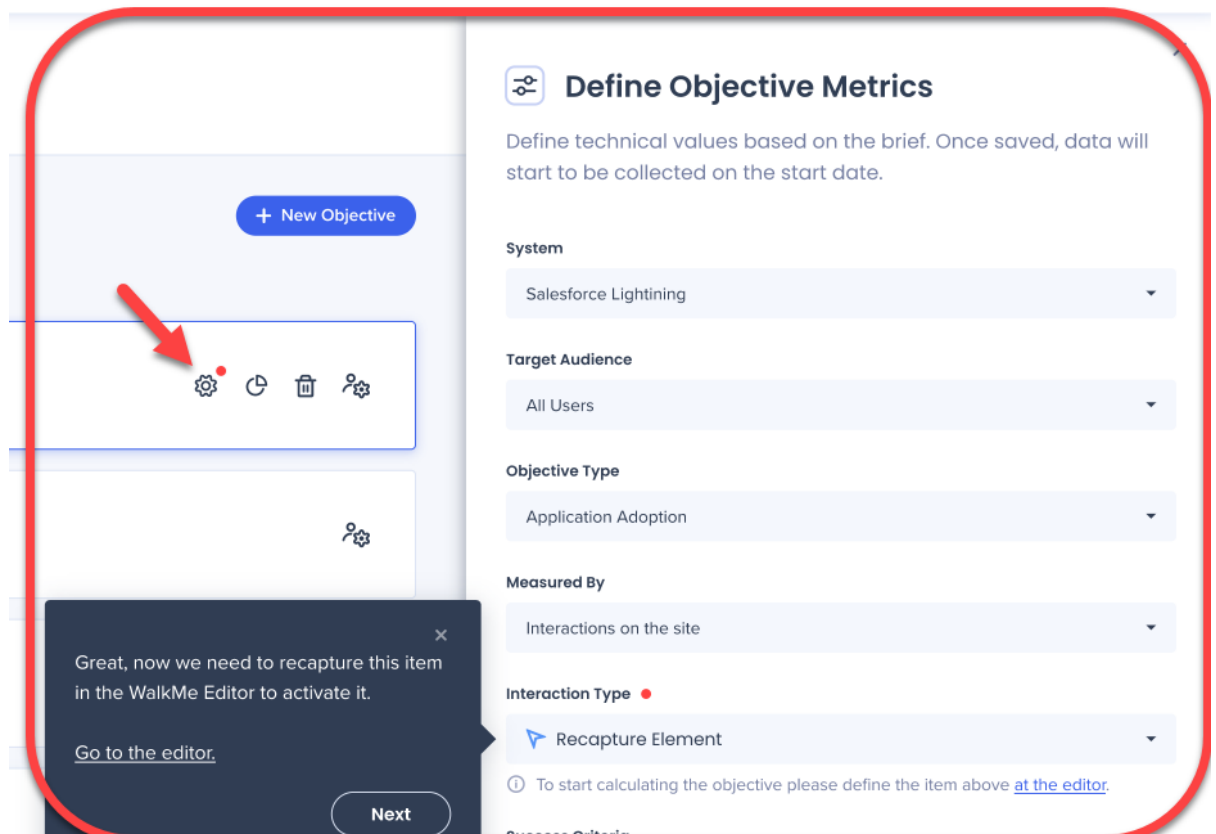 Define Objective Metrics
Define technical values based on the brief. Once saved, data will
start to be collected on the start date.
+ New Objective
System
Salesforce Lightining
Target Audience
All Users
Objective Type
Application Adoption
Measured By
Interactions on the site
Great, now we need to recapture this item
in the WalkMe Editor to activate it.
Go to the editor.
Next
Interaction Type
Recapture Element
To start calculating the objective please define the item above at the editor.
Success Criteria